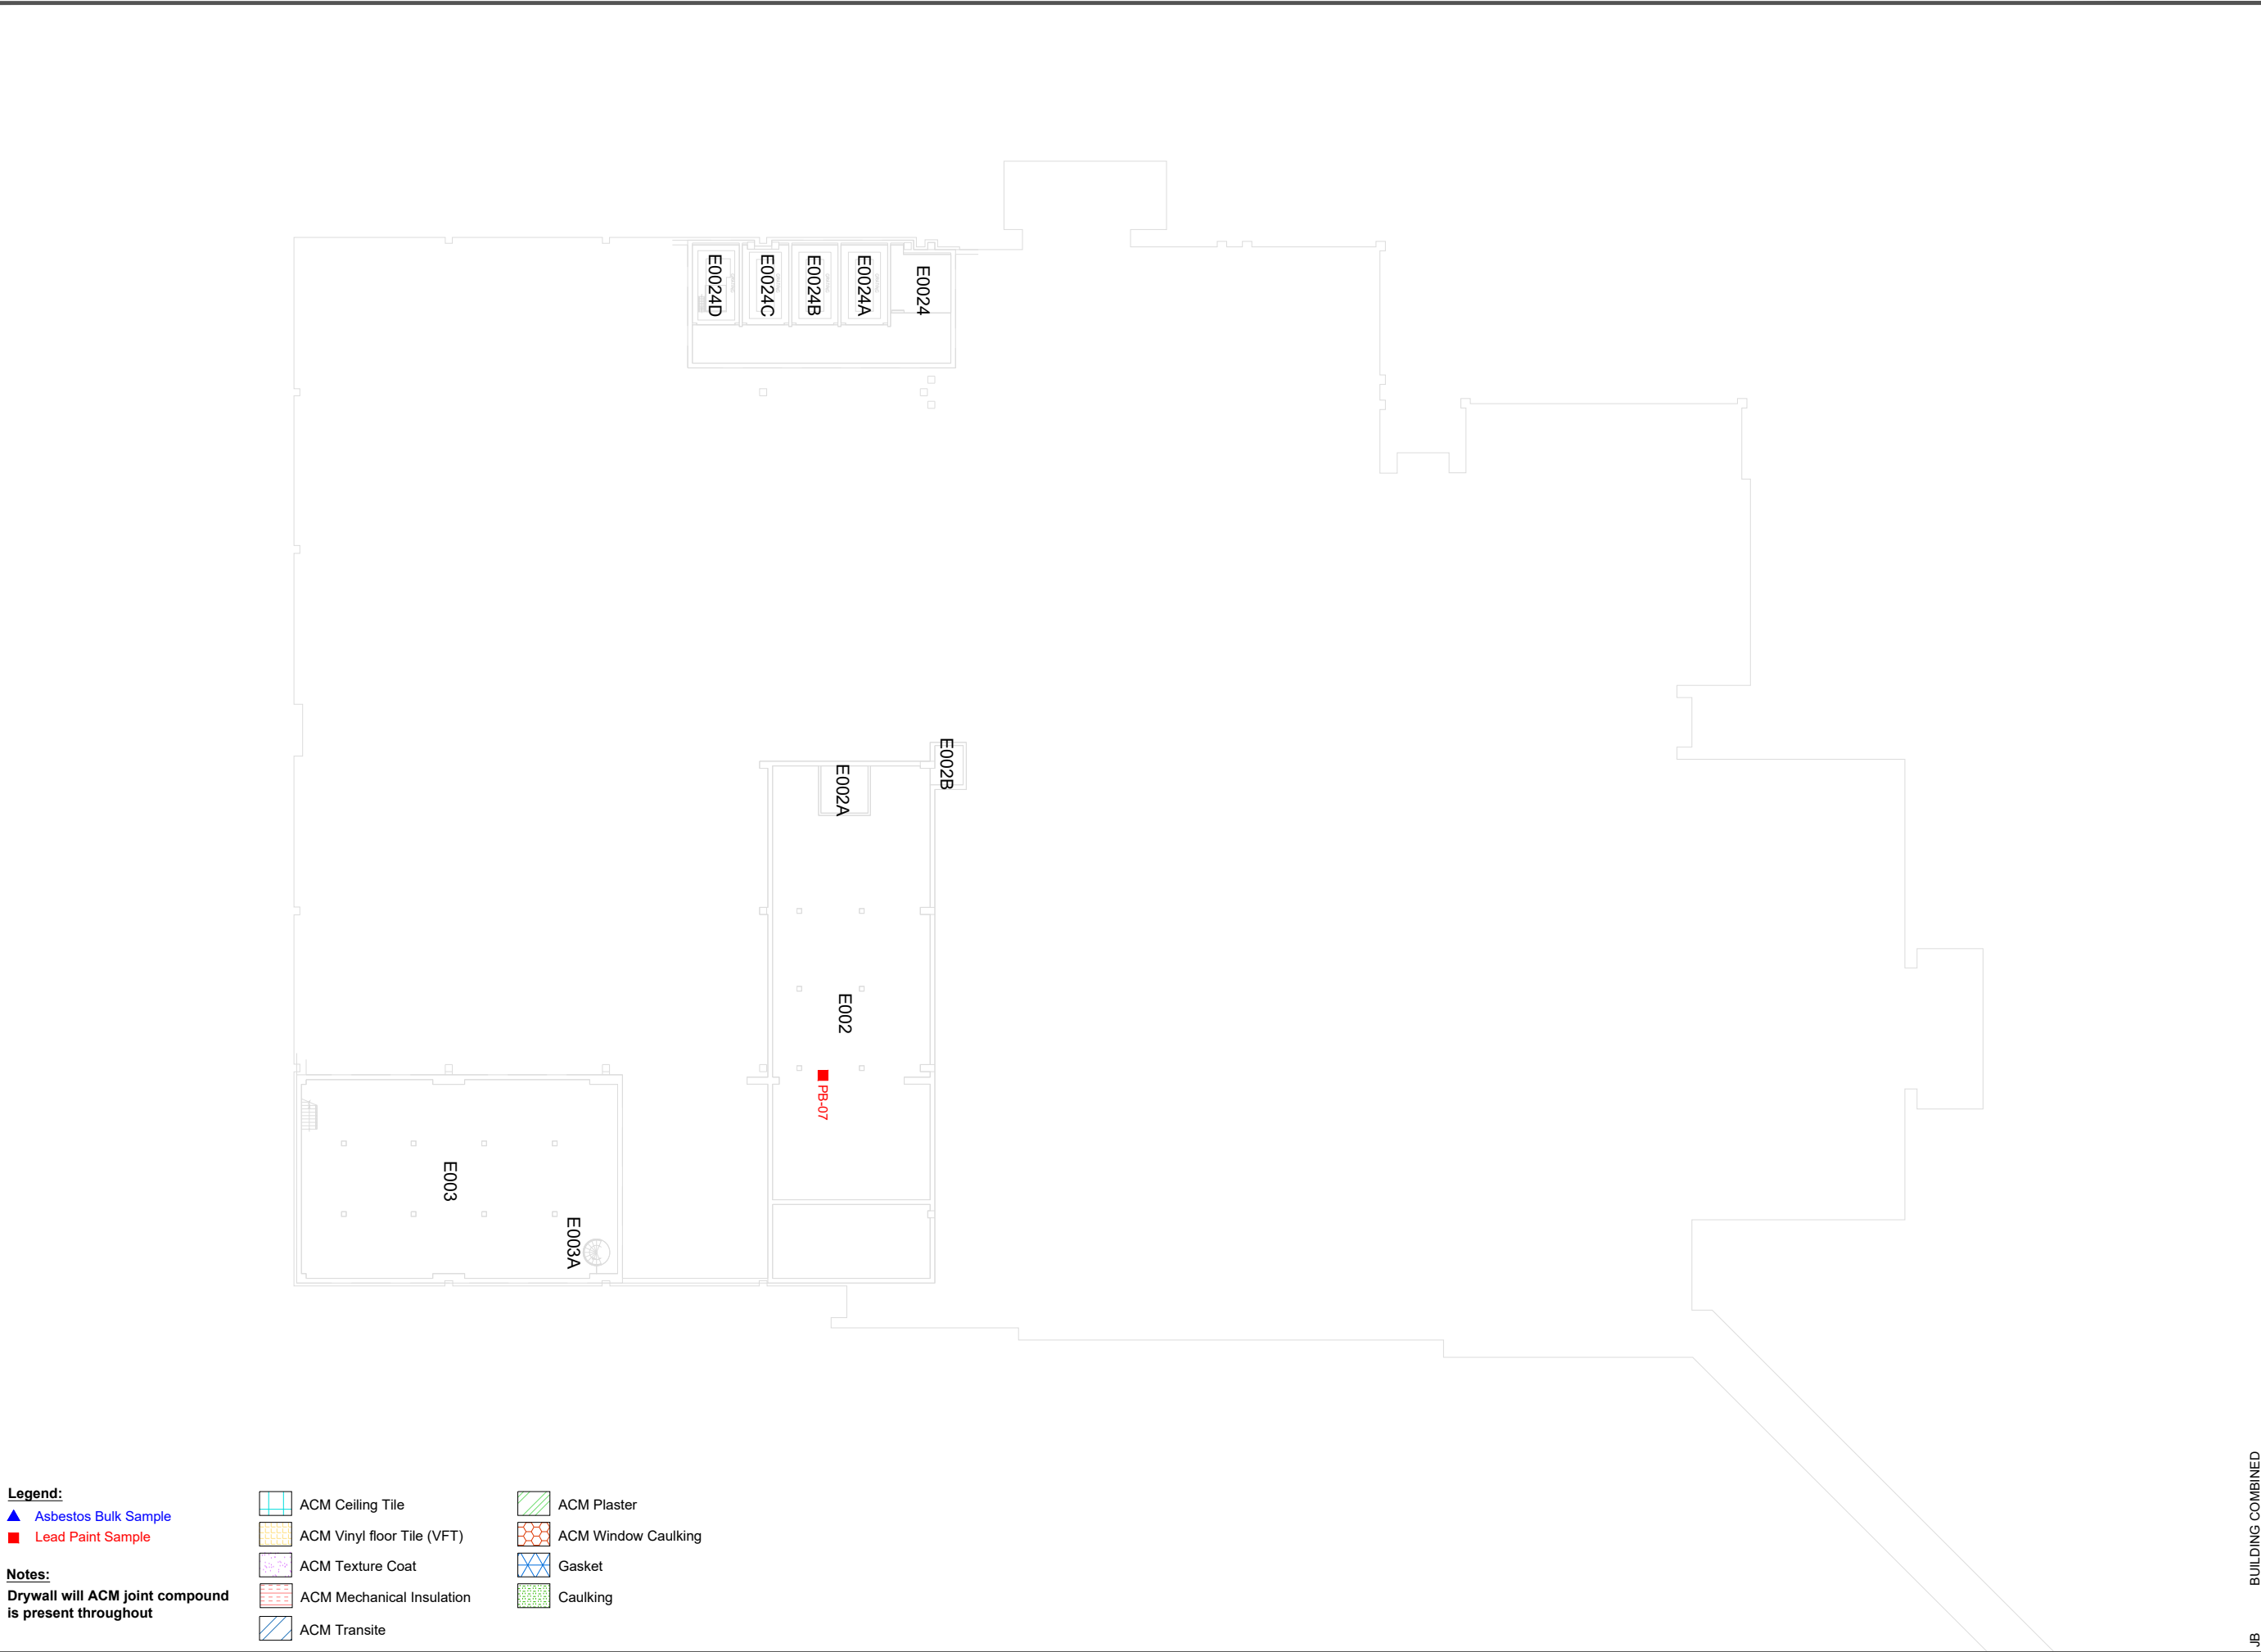 E0024D
E0024C
E0024B
E0024A
E0024
E002B
E002A
E002
PB-07
E003
E003A
Legend:
Asbestos Bulk Sample
Lead Paint Sample
Notes:
Drywall will ACM joint compound
is present throughout
ACM Ceiling Tile
ACM Vinyl floor Tile (VFT)
ACM Texture Coat
ACM Mechanical Insulation
ACM Transite
ACM Plaster
ACM Window Caulking
Gasket
Caulking
BUILDING COMBINED
JB